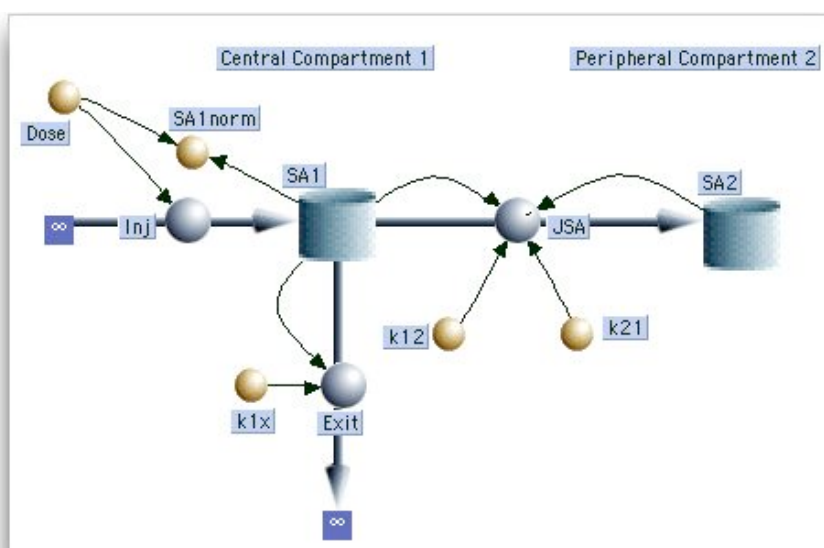 Central Compartment 1
Peripheral Compartment 2
Dose
SA1norm
SA1
SA2
∞
Inj
JSA
k12
k21
k1x
Exit
∞